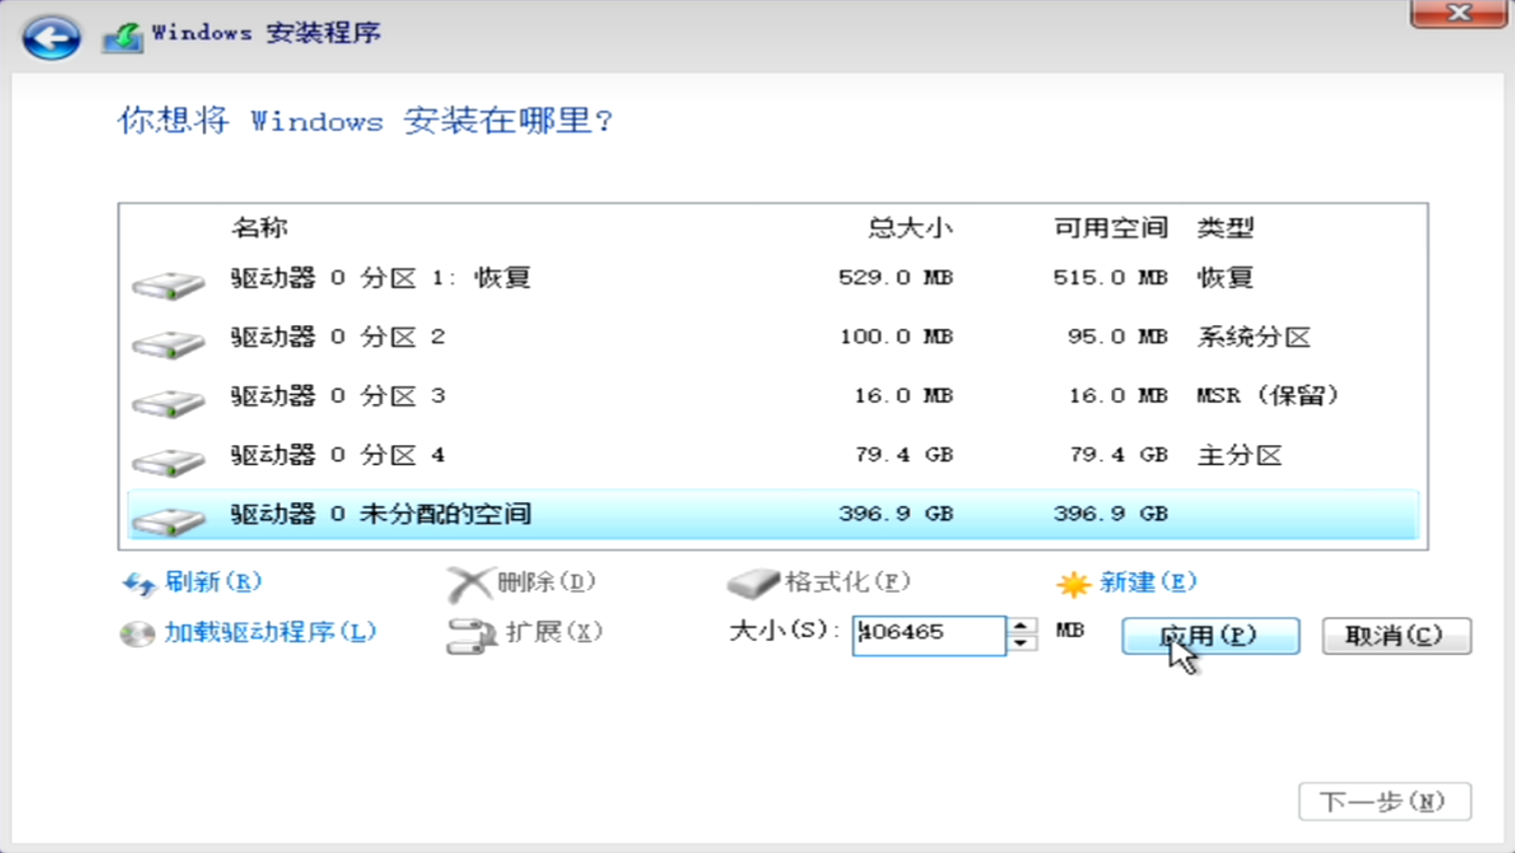 Windows 安装程序
你想将 Windows 安装在哪里?
名称 总大小 可用空间 类型
驱动器 0 分区 1: 恢复 529.0 MB 515.0 MB 恢复
驱动器 0 分区 2 100.0 MB 95.0 MB 系统分区
驱动器 0 分区 3 16.0 MB 16.0 MB MSR (保留)
驱动器 0 分区 4 79.4 GB 79.4 GB 主分区
驱动器 0 未分配的空间 396.9 GB 396.9 GB
刷新(R) 删除(D) 格式化(F) 新建(E)
加载驱动程序(L) 扩展(X) 大小(S): 406465 MB 应用(P) 取消(C)
下一步(N)